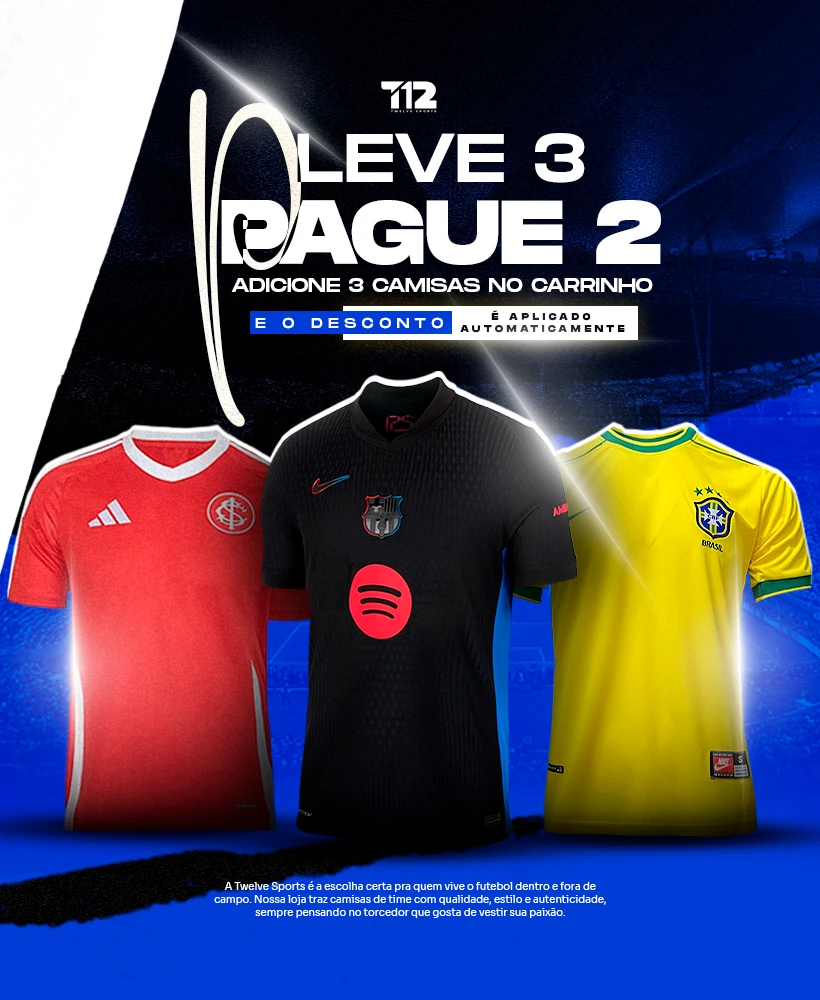 T12
TWELVE SPORTS
P
LEVE 3
PAGUE 2
ADICIONE 3 CAMISAS NO CARRINHO
E O DESCONTO
É APLICADO
AUTOMATICAMENTE
BRASIL
NIKE
S
A Twelve Sports é a escolha certa pra quem vive o futebol dentro e fora de
campo. Nossa loja traz camisas de time com qualidade, estilo e autenticidade,
sempre pensando no torcedor que gosta de vestir sua paixão.